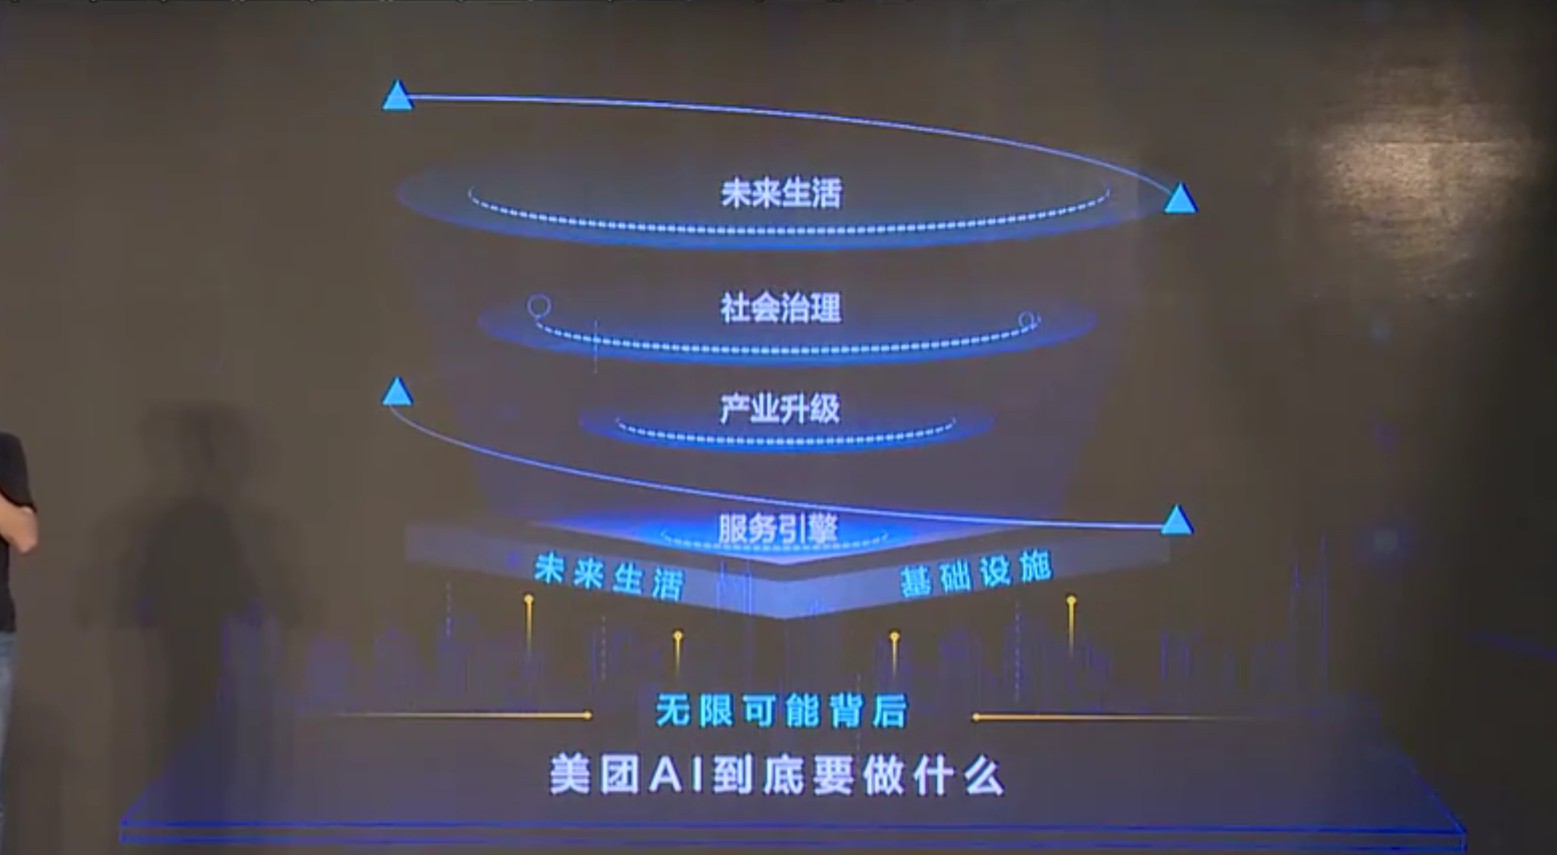 未来生活
社会治理
产业升级
服务引擎
未来生活 基础设施
无限可能背后
美团AI到底要做什么